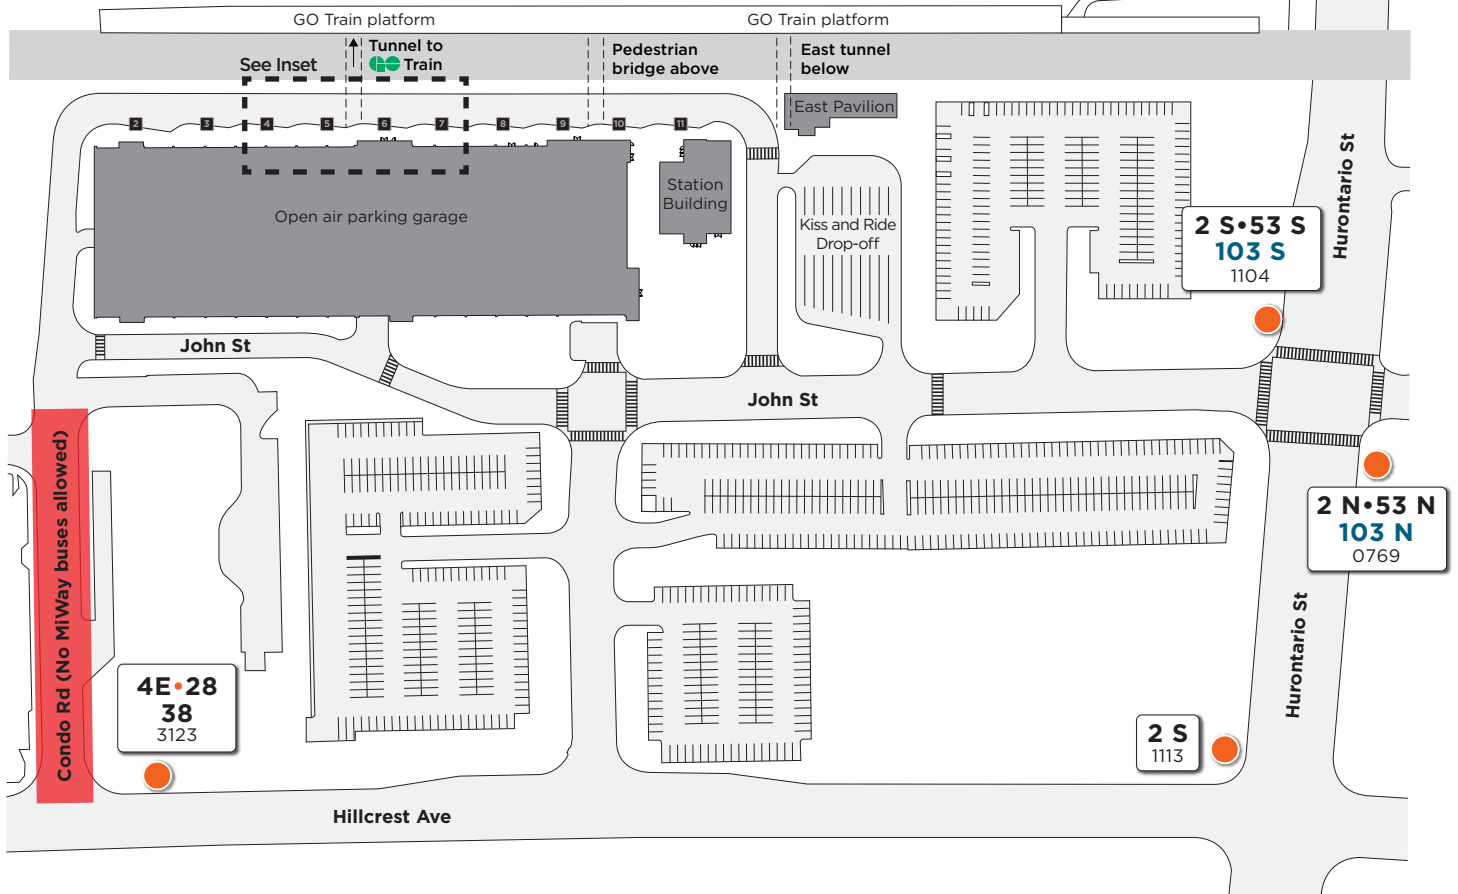 GO Train platform
GO Train platform
See Inset
Tunnel to
GO Train
Pedestrian
bridge above
East tunnel
below
East Pavilion
2
3
4
5
6
7
8
9
10
11
Open air parking garage
Station
Building
Kiss and Ride
Drop-off
Hurontario St
2 S•53 S
103 S
1104
John St
John St
2 N•53 N
103 N
0769
Condo Rd (No MiWay buses allowed)
Hurontario St
4E•28
38
3123
2 S
1113
Hillcrest Ave